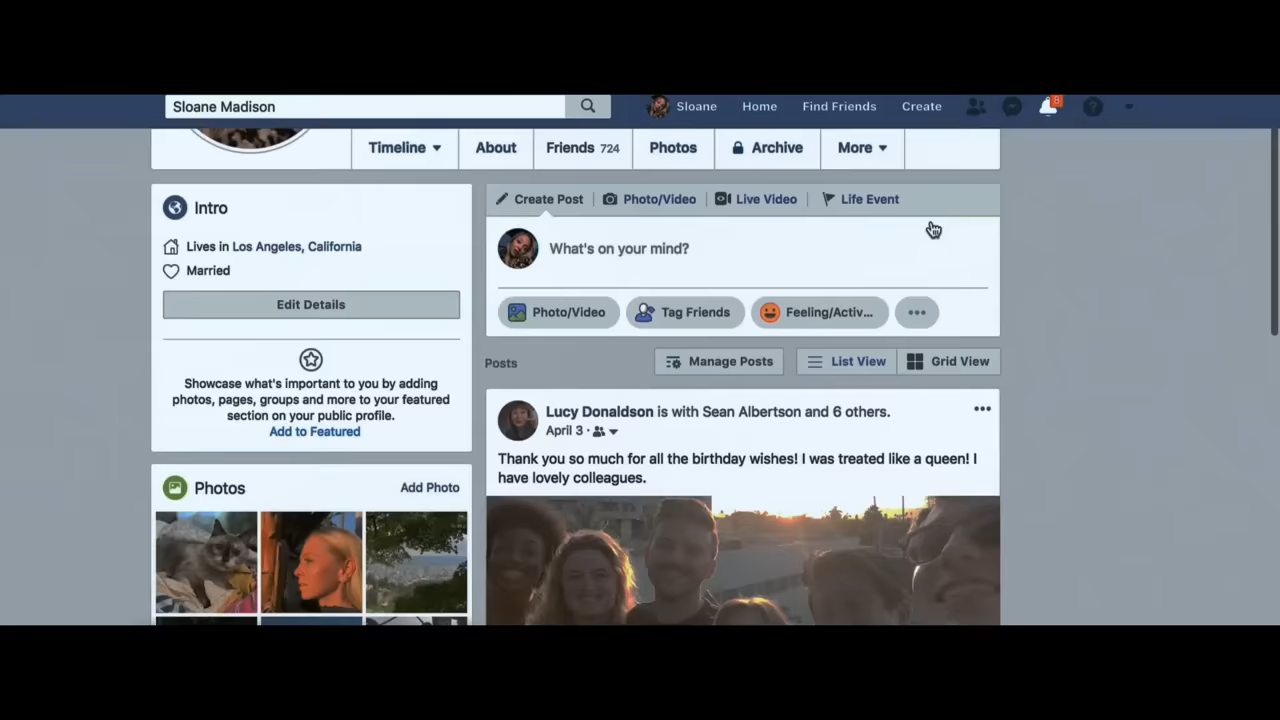 Sloane Madison
Sloane Home Find Friends Create 8 ?
Timeline About Friends 724 Photos Archive More
Intro
Lives in Los Angeles, California
Married
Edit Details
Showcase what's important to you by adding
photos, pages, groups and more to your featured
section on your public profile.
Add to Featured
Photos Add Photo
Create Post Photo/Video Live Video Life Event
What's on your mind?
Photo/Video Tag Friends Feeling/Activ...
Posts Manage Posts List View Grid View
Lucy Donaldson is with Sean Albertson and 6 others.
April 3 ·
Thank you so much for all the birthday wishes! I was treated like a queen! I
have lovely colleagues.